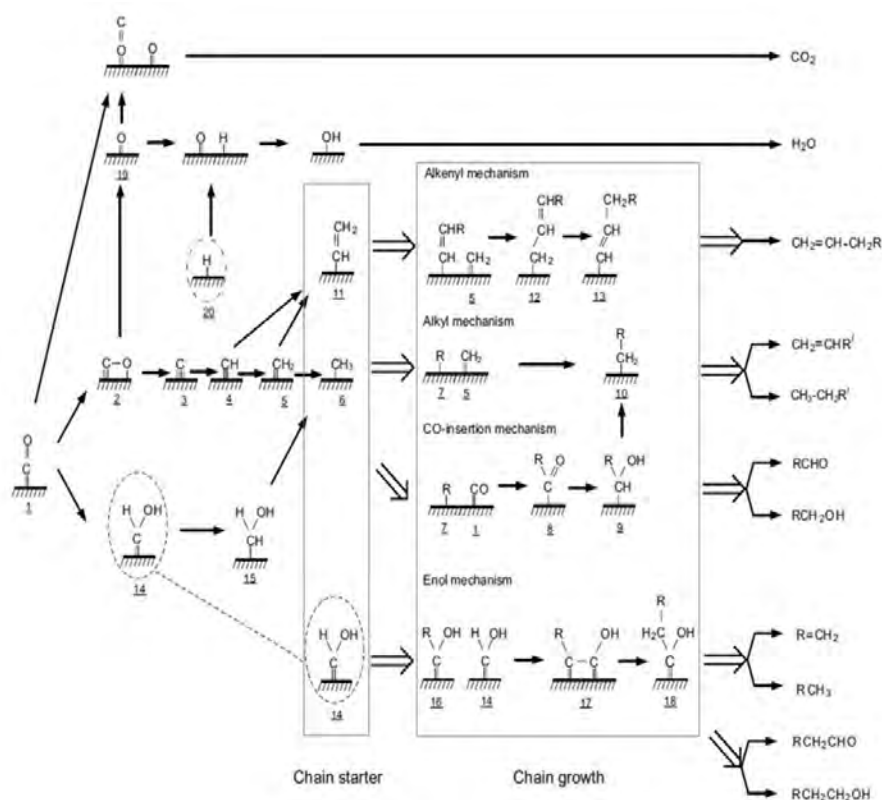 C
O O
CO₂
O
19
O H
OH
H₂O
H
20
CH₂
CH
11
Alkenyl mechanism
CHR
CH CH₂
5
CHR
CH
CH₂
12
CH₂R
CH
CH
13
CH₂=CH-CH₂R
Alkyl mechanism
C-O
2
C
3
CH
4
CH₂
5
CH₃
6
R CH₂
7 5
R
CH₂
10
CH₂=CHR'
CH₃-CH₂R'
CO-insertion mechanism
O
C
1
R CO
7 1
R O
C
8
R OH
CH
9
RCHO
RCH₂OH
H OH
C
14
H OH
CH
15
Enol mechanism
H OH
C
14
R OH
C
16
H OH
C
14
R OH
C-C
17
R
H₂C OH
C
18
R=CH₂
RCH₃
RCH₂CHO
RCH₂CH₂OH
Chain starter
Chain growth